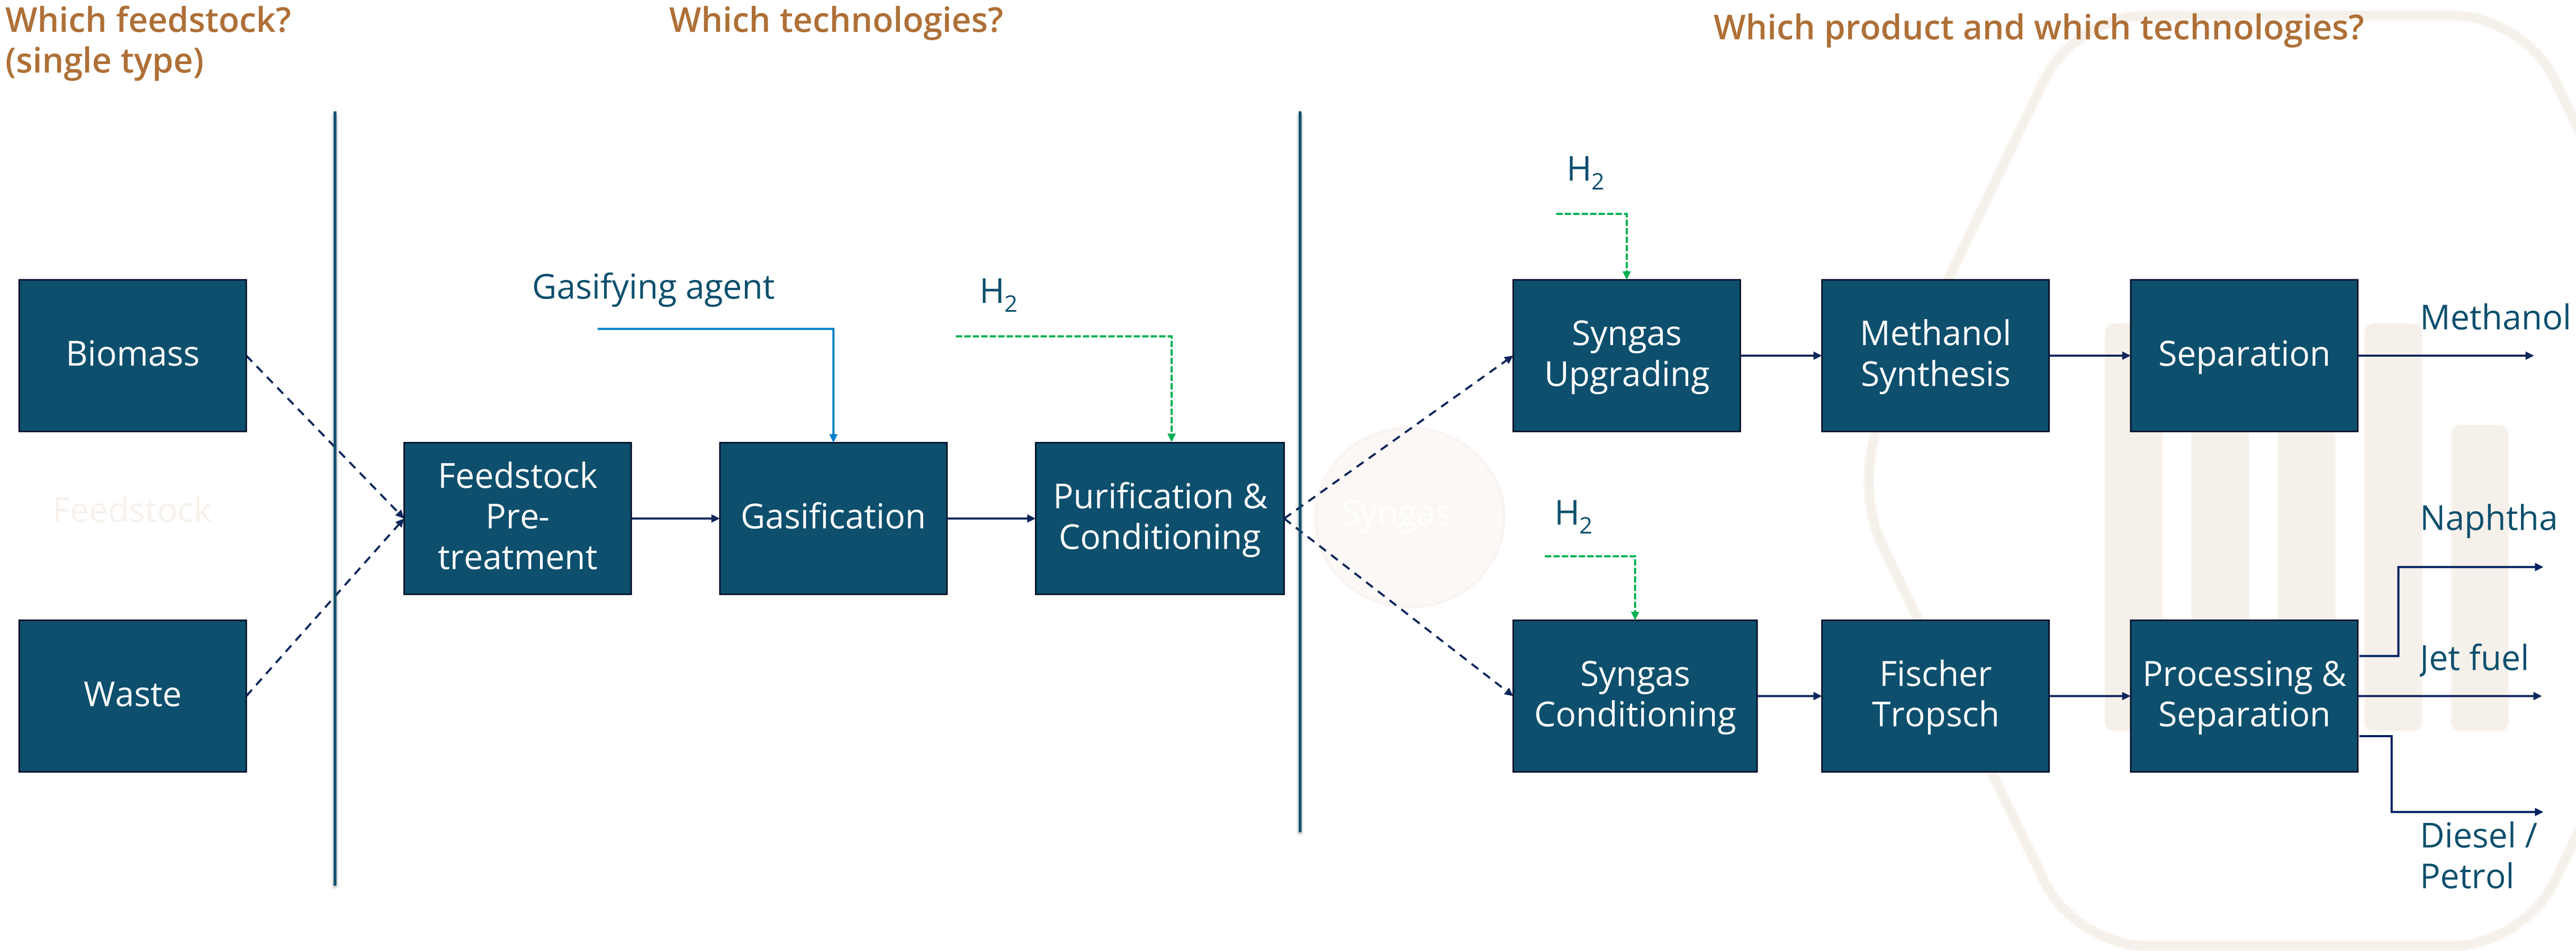 Which feedstock?
(single type)
Which technologies?
Which product and which technologies?
Biomass
Feedstock
Waste
Gasifying agent
H₂
Feedstock
Pre-
treatment
Gasification
Purification &
Conditioning
Syngas
H₂
Syngas
Upgrading
Methanol
Synthesis
Separation
Methanol
H₂
Syngas
Conditioning
Fischer
Tropsch
Processing &
Separation
Naphtha
Jet fuel
Diesel /
Petrol